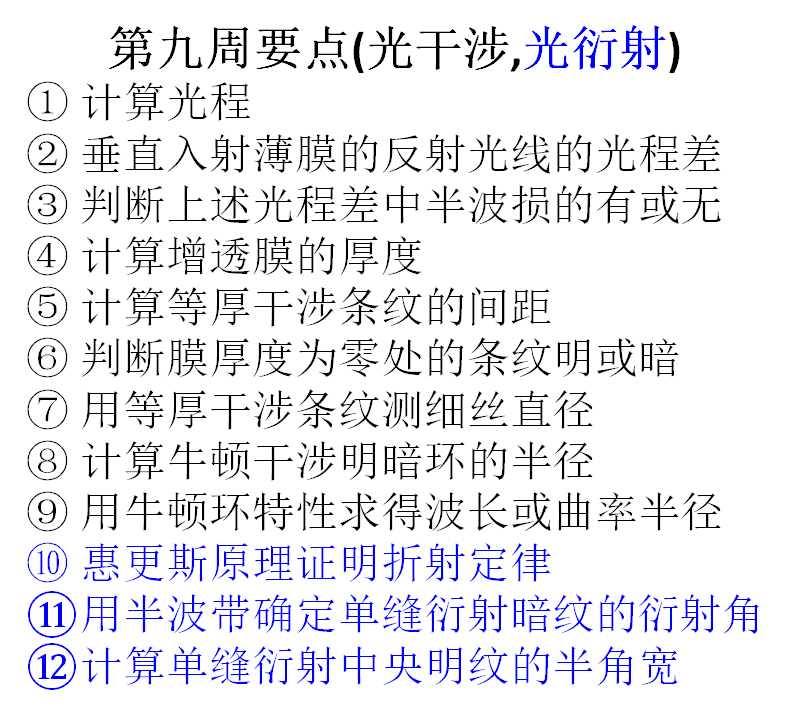 第九周要点(光干涉,光衍射)
① 计算光程
② 垂直入射薄膜的反射光线的光程差
③ 判断上述光程差中半波损的有或无
④ 计算增透膜的厚度
⑤ 计算等厚干涉条纹的间距
⑥ 判断膜厚度为零处的条纹明或暗
⑦ 用等厚干涉条纹测细丝直径
⑧ 计算牛顿干涉明暗环的半径
⑨ 用牛顿环特性求得波长或曲率半径
⑩ 惠更斯原理证明折射定律
⑪用半波带确定单缝衍射暗纹的衍射角
⑫计算单缝衍射中央明纹的半角宽